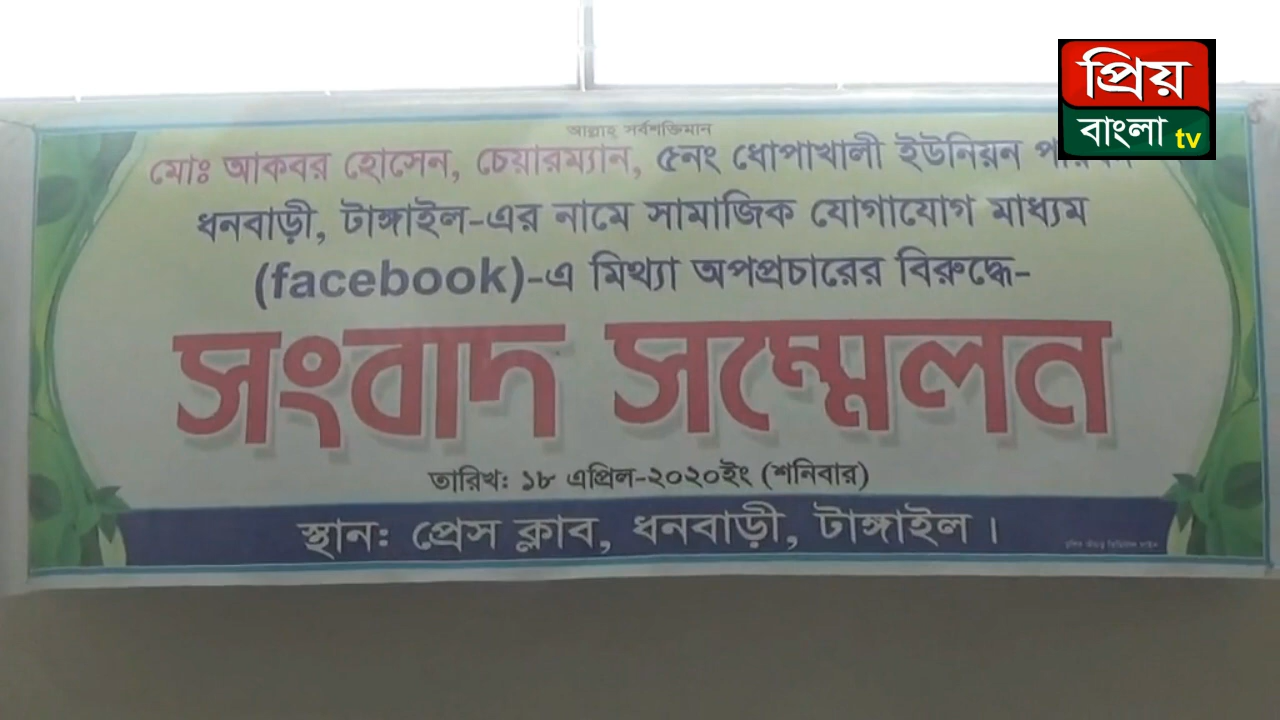 প্রিয়
বাংলা tv
আল্লাহ সর্বশক্তিমান
মোঃ আকবর হোসেন, চেয়ারম্যান, ৫নং ধোপাখালী ইউনিয়ন
ধনবাড়ী, টাঙ্গাইল-এর নামে সামাজিক যোগাযোগ মাধ্যম
(facebook)-এ মিথ্যা অপপ্রচারের বিরুদ্ধে-
সংবাদ সম্মেলন
তারিখ: ১৮ এপ্রিল-২০২০ইং (শনিবার)
স্থান: প্রেস ক্লাব, ধনবাড়ী, টাঙ্গাইল।